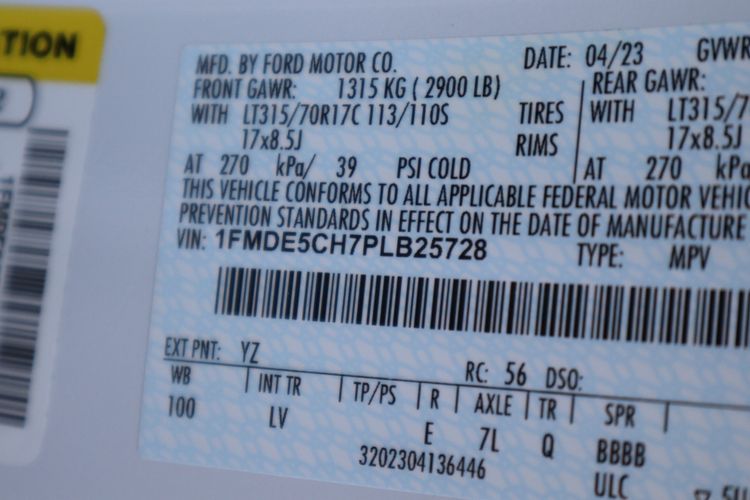 TION
MFD. BY FORD MOTOR CO.
DATE: 04/23
GVWR
FRONT GAWR: 1315 KG ( 2900 LB)
REAR GAWR:
WITH LT315/70R17C 113/110S TIRES
WITH LT315/7
17x8.5J RIMS
17x8.5J
AT 270 kPa/ 39 PSI COLD
AT 270 kPa
THIS VEHICLE CONFORMS TO ALL APPLICABLE FEDERAL MOTOR VEHIC
PREVENTION STANDARDS IN EFFECT ON THE DATE OF MANUFACTURE
VIN: 1FMDE5CH7PLB25728
TYPE: MPV
EXT PNT: YZ RC: 56 DSO:
WB INT TR TP/PS R AXLE TR SPR
100 LV E 7L Q BBBB
3202304136446 ULC